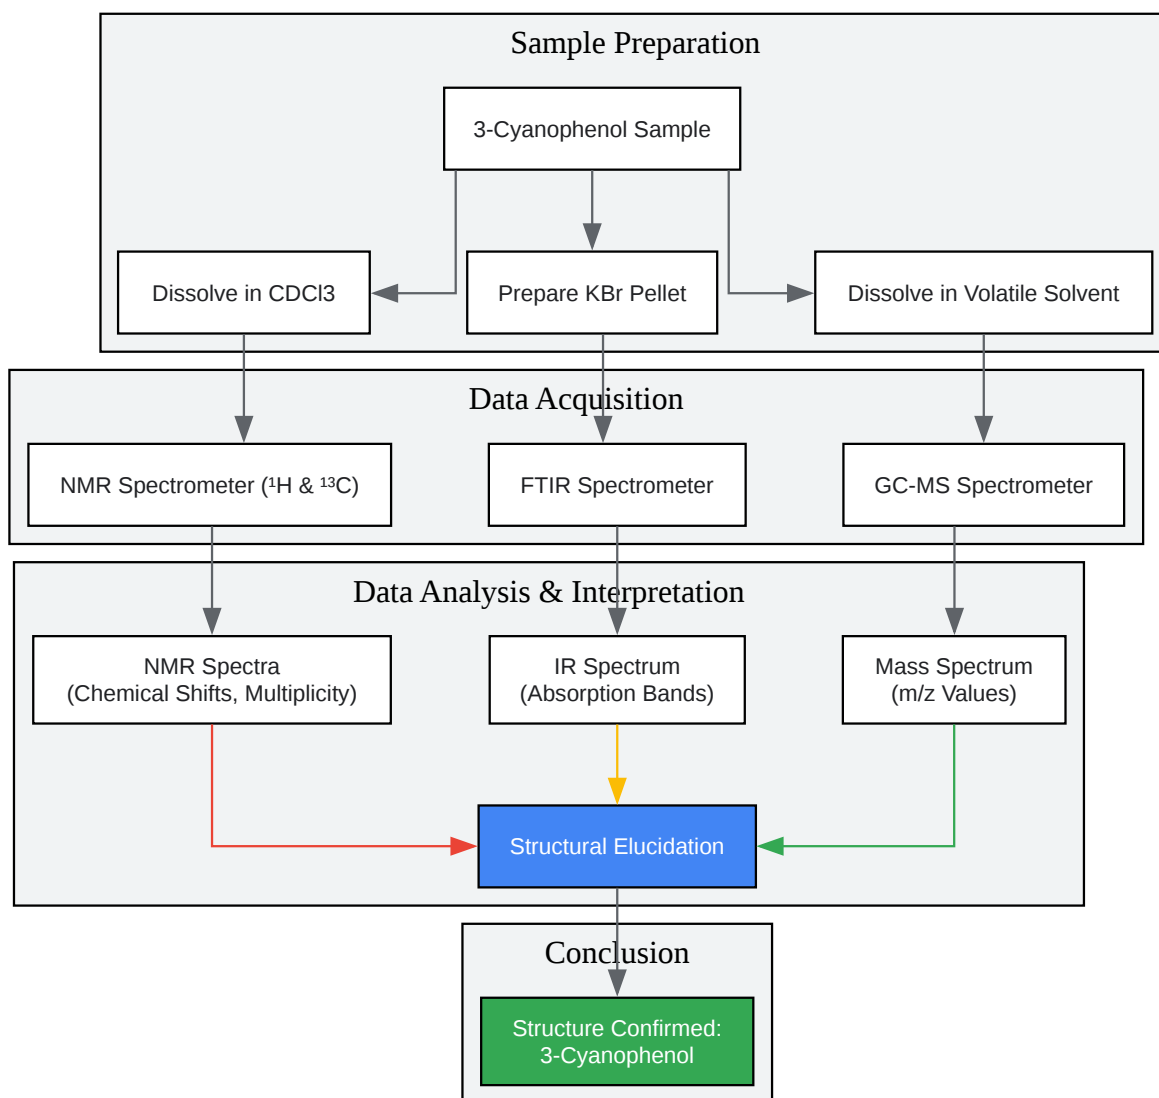 Sample Preparation
3-Cyanophenol Sample
Dissolve in CDCl3
Prepare KBr Pellet
Dissolve in Volatile Solvent
Data Acquisition
NMR Spectrometer (¹H & ¹³C)
FTIR Spectrometer
GC-MS Spectrometer
Data Analysis & Interpretation
NMR Spectra
(Chemical Shifts, Multiplicity)
IR Spectrum
(Absorption Bands)
Mass Spectrum
(m/z Values)
Structural Elucidation
Conclusion
Structure Confirmed:
3-Cyanophenol